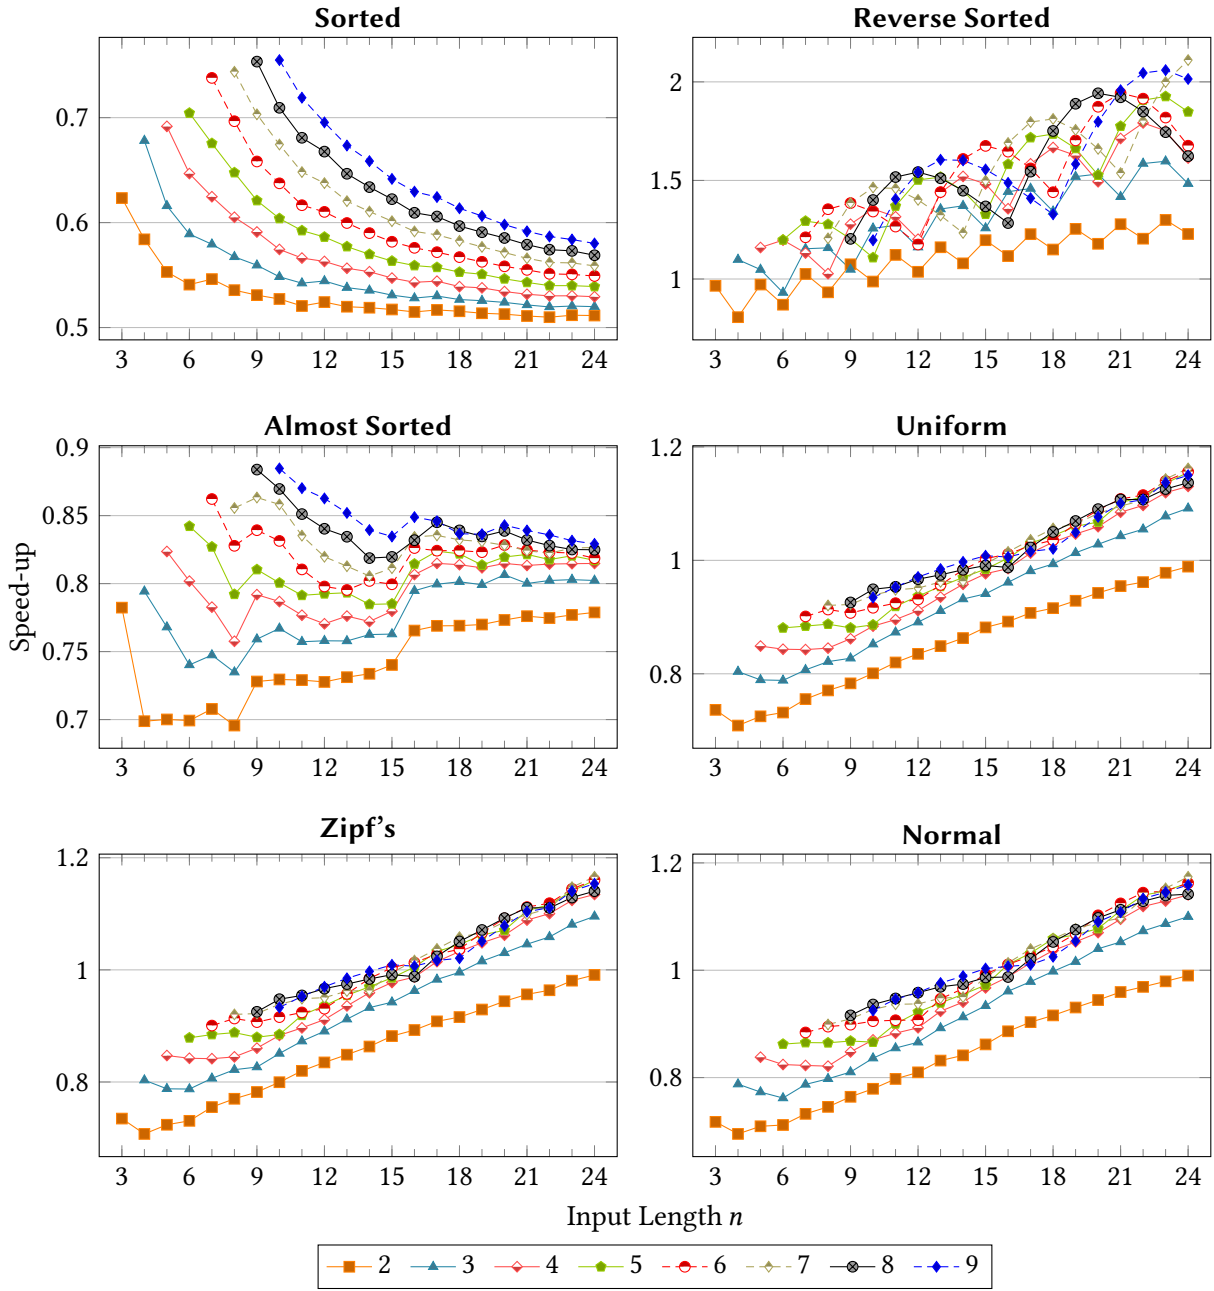 Sorted
0.7
0.6
0.5
3 6 9 12 15 18 21 24
Reverse Sorted
2
1.5
1
3 6 9 12 15 18 21 24
Speed-up
Almost Sorted
0.9
0.85
0.8
0.75
0.7
3 6 9 12 15 18 21 24
Uniform
1.2
1
0.8
3 6 9 12 15 18 21 24
Zipf's
1.2
1
0.8
3 6 9 12 15 18 21 24
Normal
1.2
1
0.8
3 6 9 12 15 18 21 24
Input Length n
2 3 4 5 6 7 8 9